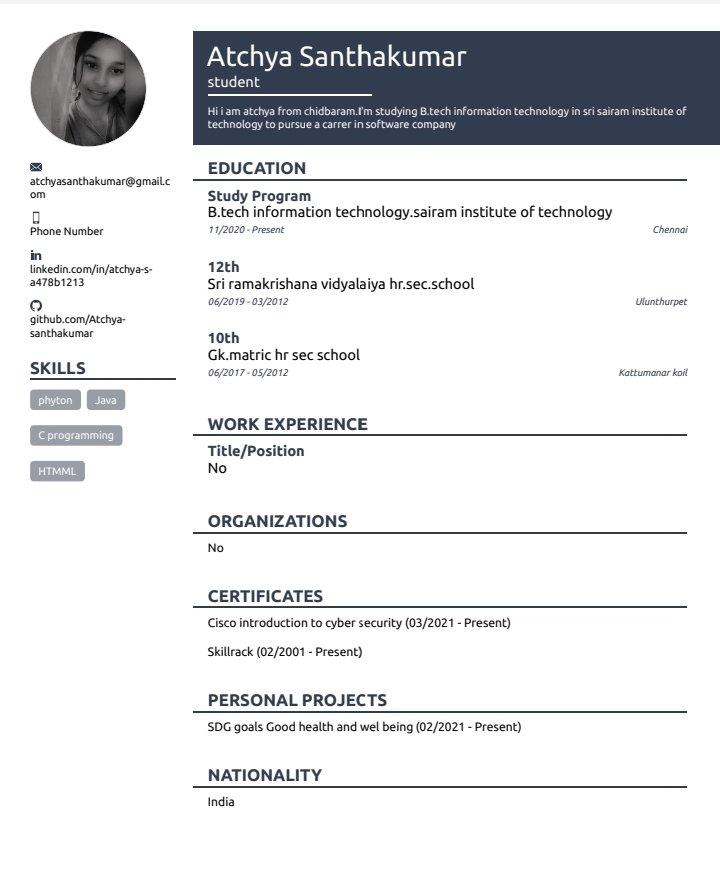 Atchya Santhakumar
student
Hi i am atchya from chidbaram.I'm studying B.tech information technology in sri sairam institute of
technology to pursue a carrer in software company
atchyasanthakumar@gmail.c
om
Phone Number
linkedin.com/in/atchya-s-
a478b1213
github.com/Atchya-
santhakumar
SKILLS
phyton Java
C programming
HTMML
EDUCATION
Study Program
B.tech information technology.sairam institute of technology
11/2020 - Present Chennai
12th
Sri ramakrishana vidyalaiya hr.sec.school
06/2019 - 03/2012 Ulunthurpet
10th
Gk.matric hr sec school
06/2017 - 05/2012 Kattumanar koil
WORK EXPERIENCE
Title/Position
No
ORGANIZATIONS
No
CERTIFICATES
Cisco introduction to cyber security (03/2021 - Present)
Skillrack (02/2001 - Present)
PERSONAL PROJECTS
SDG goals Good health and wel being (02/2021 - Present)
NATIONALITY
India